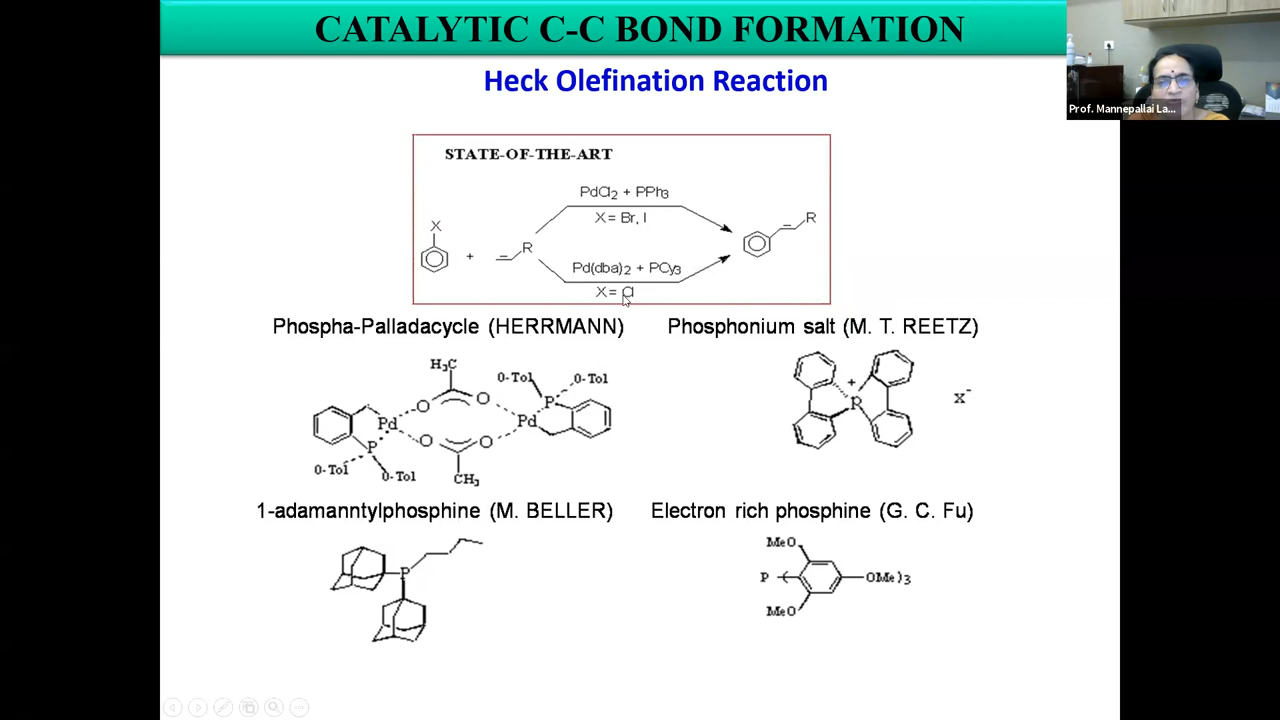 CATALYTIC C-C BOND FORMATION
Prof. Mannepallai La...
Heck Olefination Reaction
STATE-OF-THE-ART
PdCl2 + PPh3
X = Br, I
X
+
R
R
Pd(dba)2 + PCy3
X = Cl
Phospha-Palladacycle (HERRMANN)
Phosphonium salt (M. T. REETZ)
H3C
O-Tol
O-Tol
O
O
Pd
Pd
P
O
O
P
O-Tol
O-Tol
CH3
+
P
X-
1-adamanntylphosphine (M. BELLER)
Electron rich phosphine (G. C. Fu)
P
MeO
P
OMe)3
MeO